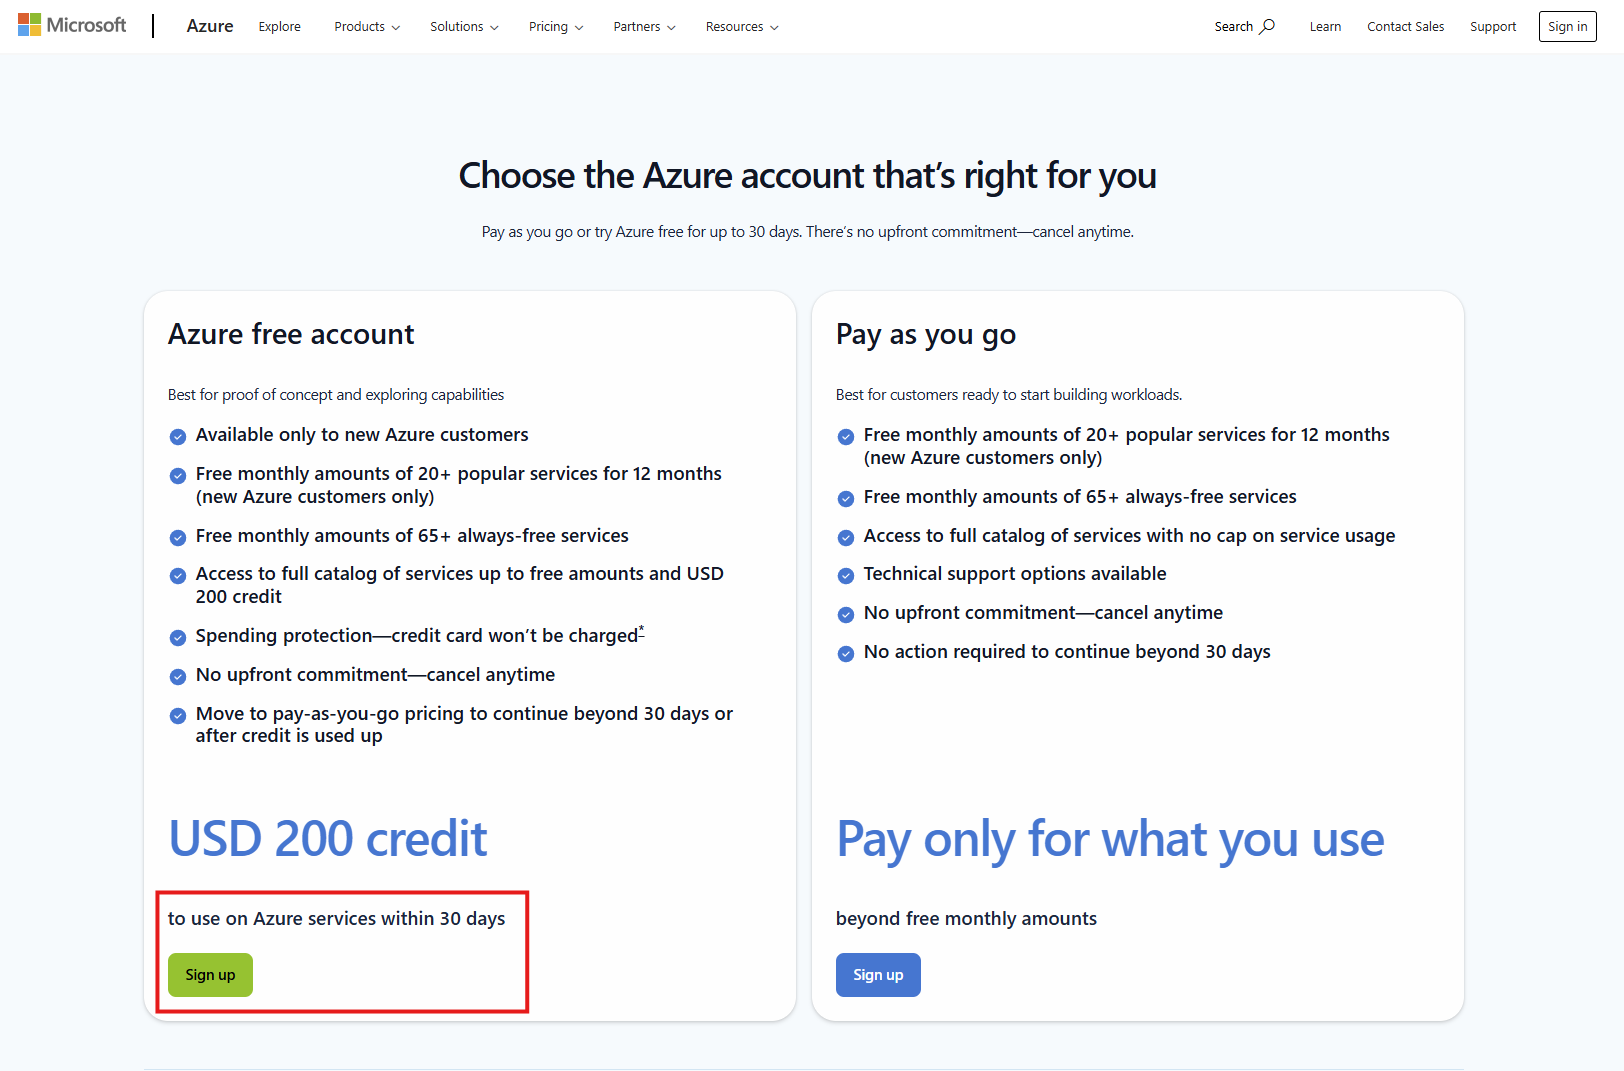 Microsoft
Azure
Explore
Products
Solutions
Pricing
Partners
Resources
Search
Learn
Contact Sales
Support
Sign in
Choose the Azure account that’s right for you
Pay as you go or try Azure free for up to 30 days. There’s no upfront commitment—cancel anytime.
Azure free account
Best for proof of concept and exploring capabilities
Available only to new Azure customers
Free monthly amounts of 20+ popular services for 12 months
(new Azure customers only)
Free monthly amounts of 65+ always-free services
Access to full catalog of services up to free amounts and USD
200 credit
Spending protection—credit card won’t be charged*
No upfront commitment—cancel anytime
Move to pay-as-you-go pricing to continue beyond 30 days or
after credit is used up
USD 200 credit
to use on Azure services within 30 days
Sign up
Pay as you go
Best for customers ready to start building workloads.
Free monthly amounts of 20+ popular services for 12 months
(new Azure customers only)
Free monthly amounts of 65+ always-free services
Access to full catalog of services with no cap on service usage
Technical support options available
No upfront commitment—cancel anytime
No action required to continue beyond 30 days
Pay only for what you use
beyond free monthly amounts
Sign up